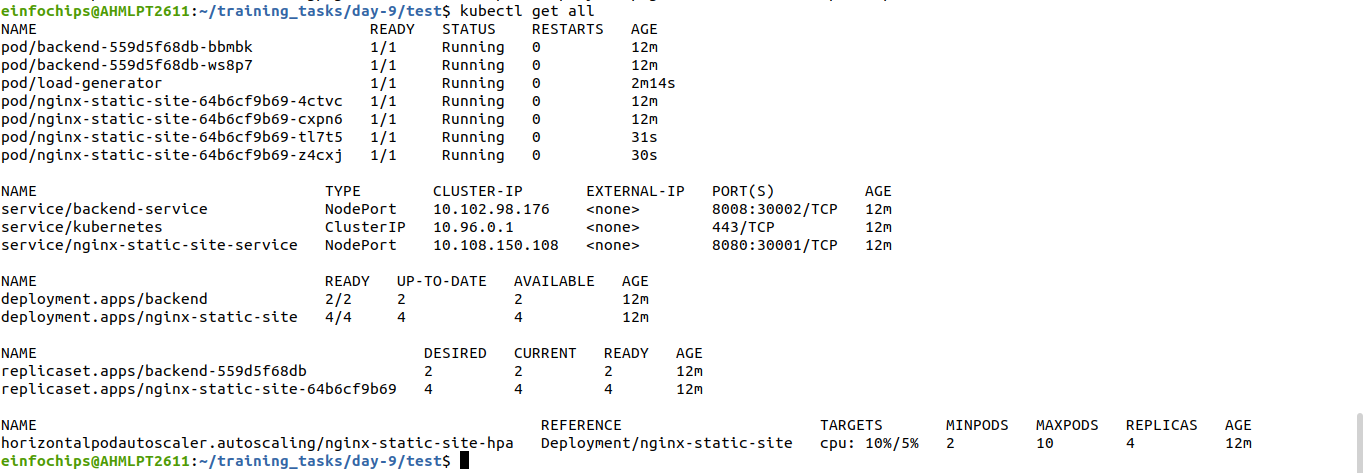 einfochips@AHMLPT2611:~/training_tasks/day-9/test$ kubectl get all
NAME READY STATUS RESTARTS AGE
pod/backend-559d5f68db-bbmbk 1/1 Running 0 12m
pod/backend-559d5f68db-ws8p7 1/1 Running 0 12m
pod/load-generator 1/1 Running 0 2m14s
pod/nginx-static-site-64b6cf9b69-4ctvc 1/1 Running 0 12m
pod/nginx-static-site-64b6cf9b69-cxpn6 1/1 Running 0 12m
pod/nginx-static-site-64b6cf9b69-tl7t5 1/1 Running 0 31s
pod/nginx-static-site-64b6cf9b69-z4cxj 1/1 Running 0 30s
NAME TYPE CLUSTER-IP EXTERNAL-IP PORT(S) AGE
service/backend-service NodePort 10.102.98.176 <none> 8008:30002/TCP 12m
service/kubernetes ClusterIP 10.96.0.1 <none> 443/TCP 12m
service/nginx-static-site-service NodePort 10.108.150.108 <none> 8080:30001/TCP 12m
NAME READY UP-TO-DATE AVAILABLE AGE
deployment.apps/backend 2/2 2 2 12m
deployment.apps/nginx-static-site 4/4 4 4 12m
NAME DESIRED CURRENT READY AGE
replicaset.apps/backend-559d5f68db 2 2 2 12m
replicaset.apps/nginx-static-site-64b6cf9b69 4 4 4 12m
NAME REFERENCE TARGETS MINPODS MAXPODS REPLICAS AGE
horizontalpodautoscaler.autoscaling/nginx-static-site-hpa Deployment/nginx-static-site cpu: 10%/5% 2 10 4 12m
einfochips@AHMLPT2611:~/training_tasks/day-9/test$